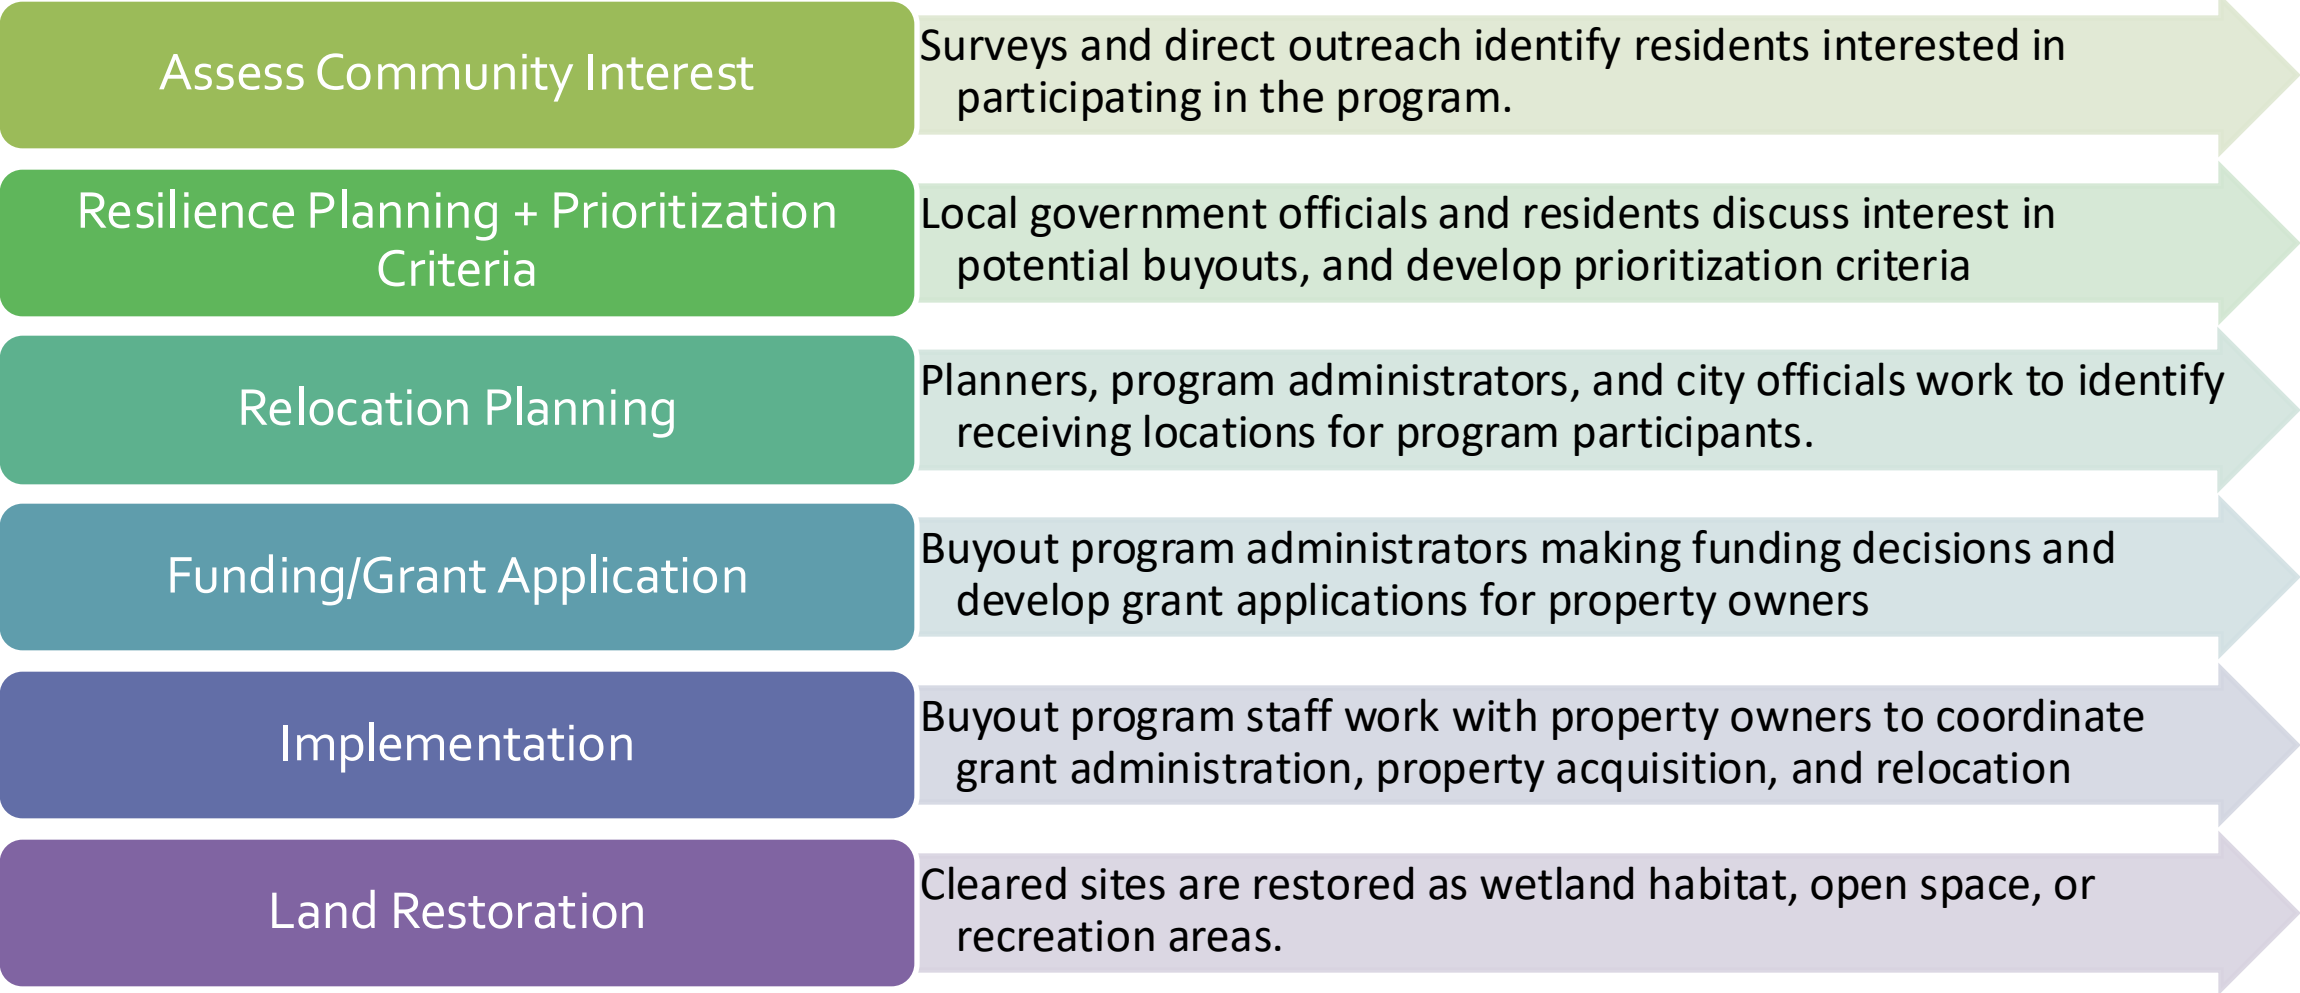 Assess Community Interest
Surveys and direct outreach identify residents interested in
participating in the program.
Resilience Planning + Prioritization
Criteria
Local government officials and residents discuss interest in
potential buyouts, and develop prioritization criteria
Relocation Planning
Planners, program administrators, and city officials work to identify
receiving locations for program participants.
Funding/Grant Application
Buyout program administrators making funding decisions and
develop grant applications for property owners
Implementation
Buyout program staff work with property owners to coordinate
grant administration, property acquisition, and relocation
Land Restoration
Cleared sites are restored as wetland habitat, open space, or
recreation areas.